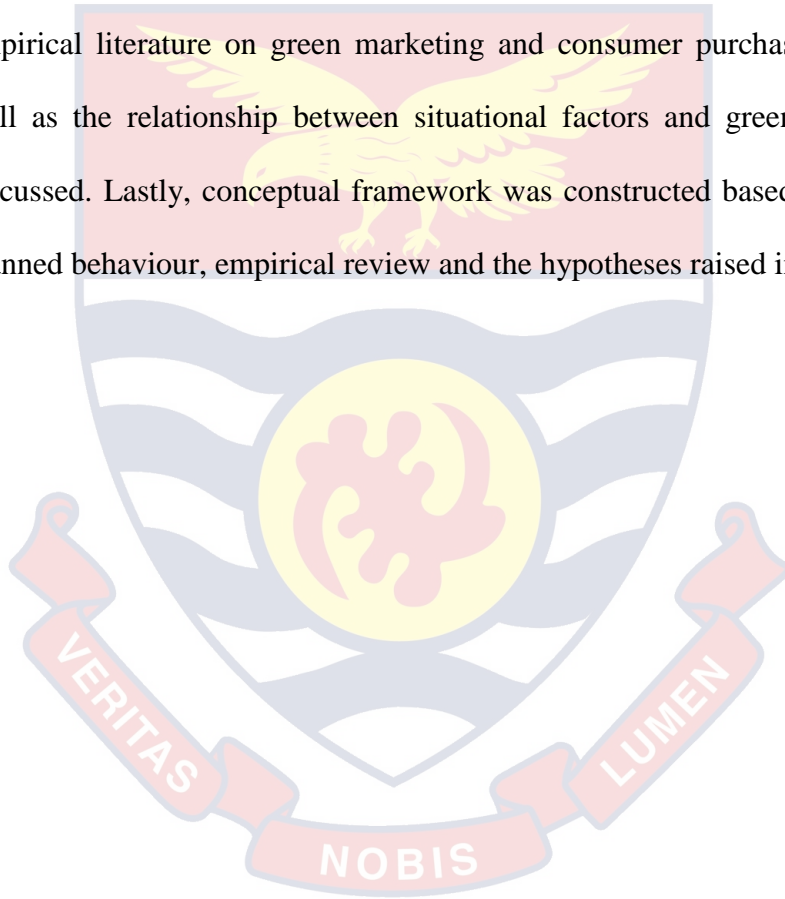 pirical literature on green marketing and consumer purchas
ll as the relationship between situational factors and green
cussed. Lastly, conceptual framework was constructed based
nned behaviour, empirical review and the hypotheses raised in
VERITAS
NOBIS
LUMEN